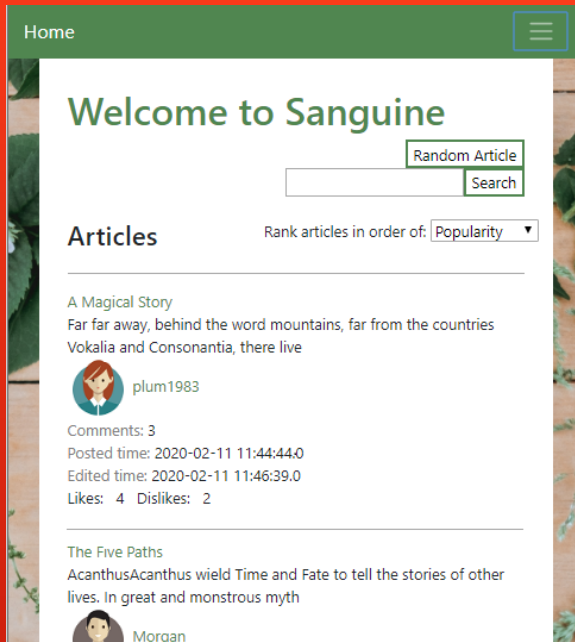 Home
Welcome to Sanguine
Random Article
Search
Articles
Rank articles in order of: Popularity
A Magical Story
Far far away, behind the word mountains, far from the countries
Vokalia and Consonantia, there live
plum1983
Comments: 3
Posted time: 2020-02-11 11:44:44.0
Edited time: 2020-02-11 11:46:39.0
Likes: 4 Dislikes: 2
The Five Paths
AcanthusAcanthus wield Time and Fate to tell the stories of other
lives. In great and monstrous myth
Morgan